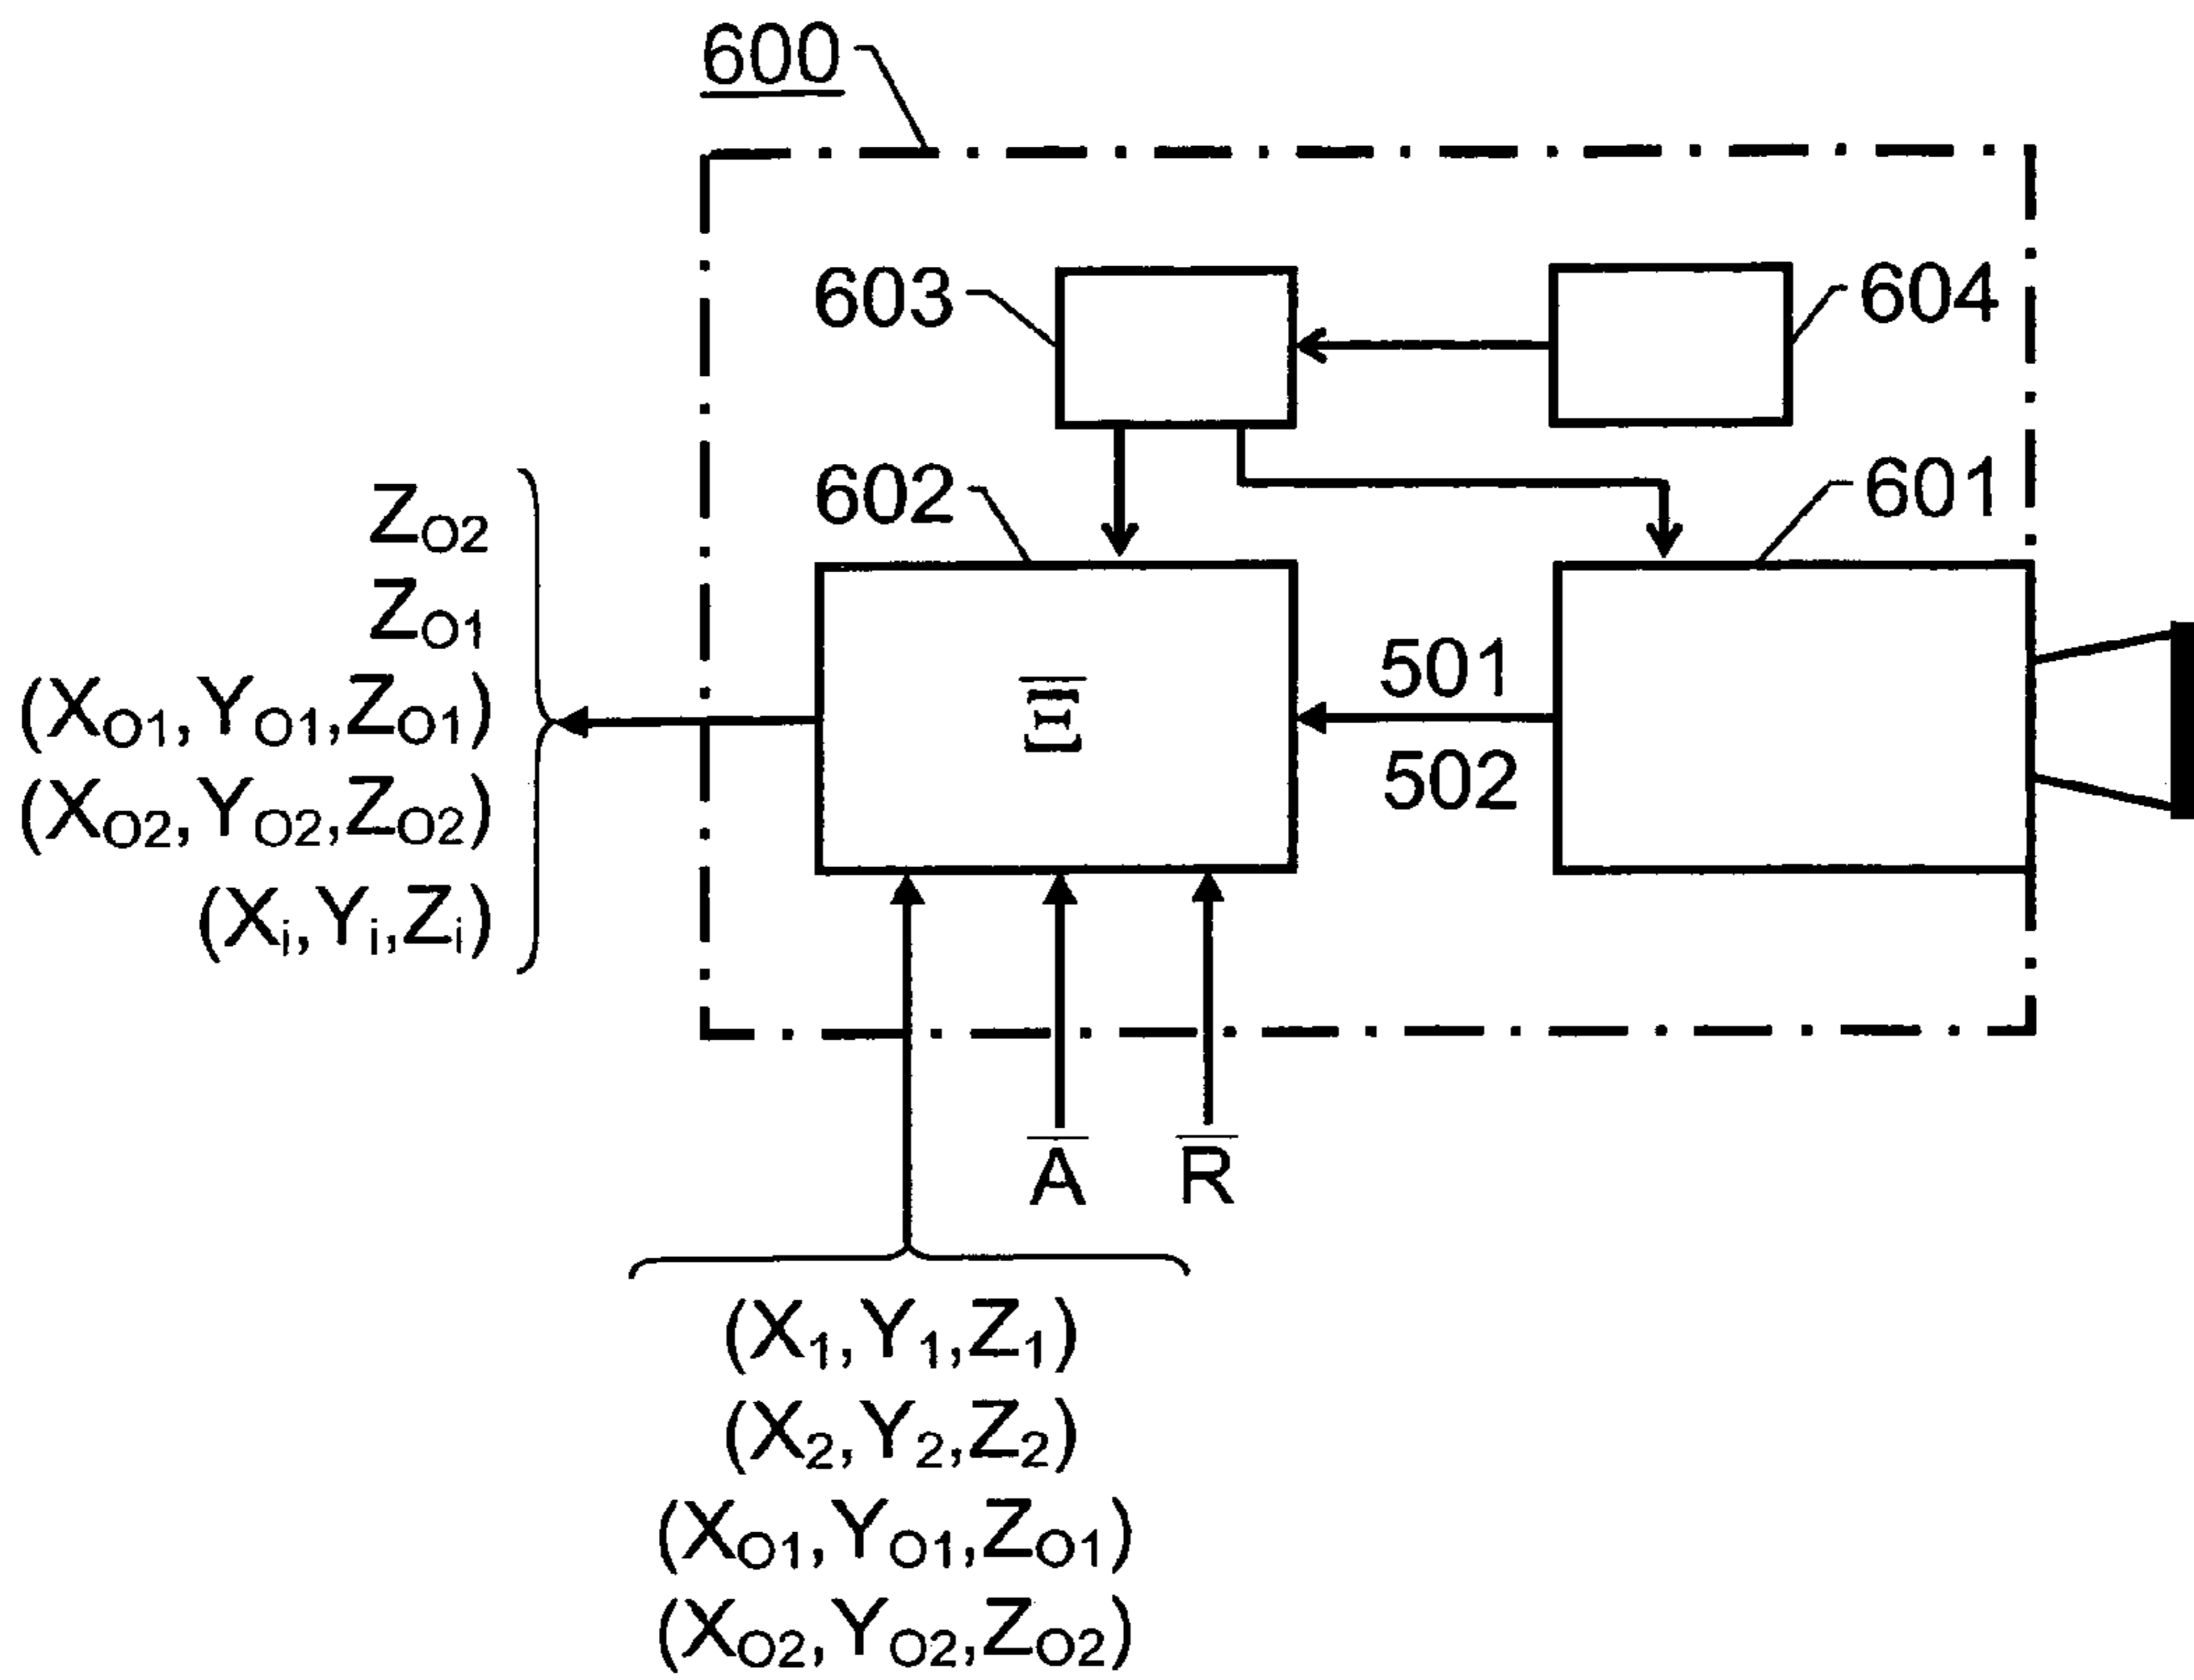 600
603
604
602
601
Z_O2
Z_O1
(X_O1,Y_O1,Z_O1)
(X_O2,Y_O2,Z_O2)
(X_i,Y_i,Z_i)
Ξ̅
501
502
A̅
R̅
(X_1,Y_1,Z_1)
(X_2,Y_2,Z_2)
(X_O1,Y_O1,Z_O1)
(X_O2,Y_O2,Z_O2)